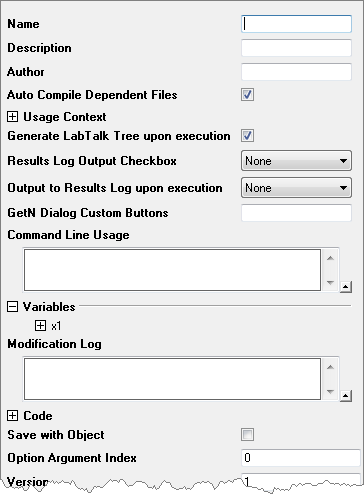 Name
Description
Author
Auto Compile Dependent Files
Usage Context
Generate LabTalk Tree upon execution
Results Log Output Checkbox None
Output to Results Log upon execution None
GetN Dialog Custom Buttons
Command Line Usage
Variables
x1
Modification Log
Code
Save with Object
Option Argument Index 0
Version 1